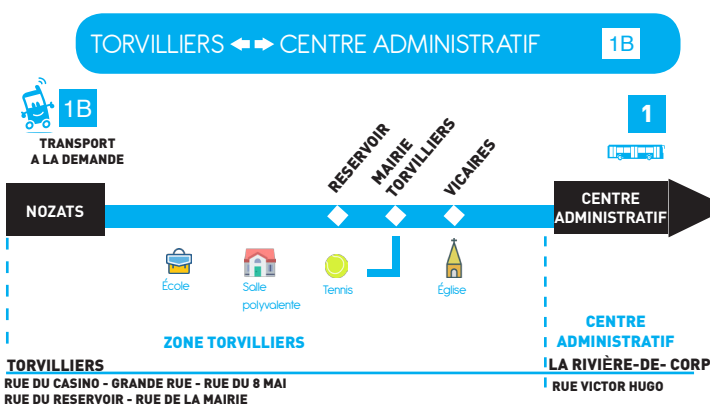 TORVILLIERS CENTRE ADMINISTRATIF 1B
1B
TRANSPORT
A LA DEMANDE
1
RESERVOIR
MAIRIE
TORVILLIERS
VICAIRES
NOZATS
CENTRE
ADMINISTRATIF
École
Salle
polyvalente
Tennis
Église
ZONE TORVILLIERS
CENTRE
ADMINISTRATIF
TORVILLIERS
LA RIVIÈRE-DE- CORP
RUE DU CASINO - GRANDE RUE - RUE DU 8 MAI
RUE DU RESERVOIR - RUE DE LA MAIRIE
RUE VICTOR HUGO